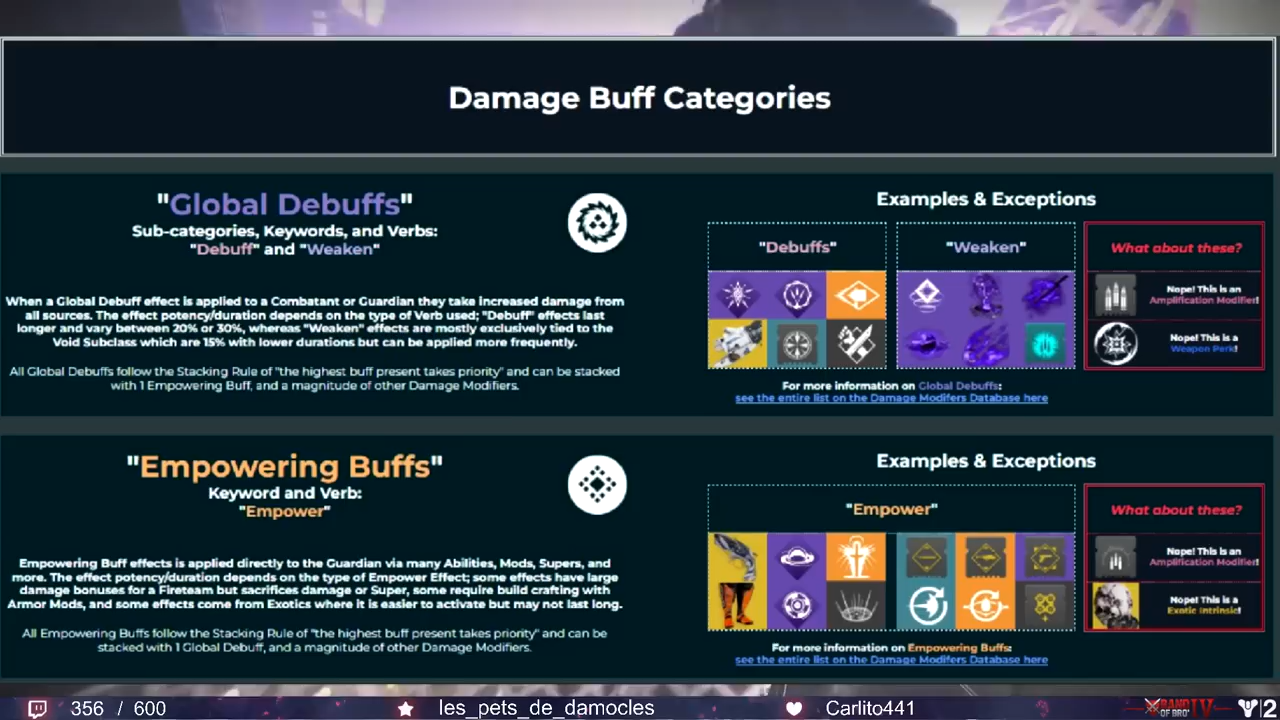 Damage Buff Categories
"Global Debuffs"
Sub-categories, Keywords, and Verbs:
"Debuff" and "Weaken"
When a Global Debuff effect is applied to a Combatant or Guardian they take increased damage from
all sources. The effect potency/duration depends on the type of Verb used; "Debuff" effects last
longer and vary between 20% or 30%, whereas "Weaken" effects are mostly exclusively tied to the
Void Subclass which are 15% with lower durations but can be applied more frequently.
All Global Debuffs follow the Stacking Rule of "the highest buff present takes priority" and can be stacked
with 1 Empowering Buff, and a magnitude of other Damage Modifiers.
Examples & Exceptions
"Debuffs"
"Weaken"
What about these?
Nope! This is an
Amplification Modifier!
Nope! This is a
Weapon Perk!
For more information on Global Debuffs:
see the entire list on the Damage Modifers Database here
"Empowering Buffs"
Keyword and Verb:
"Empower"
Empowering Buff effects is applied directly to the Guardian via many Abilities, Mods, Supers, and
more. The effect potency/duration depends on the type of Empower Effect; some effects have large
damage bonuses for a Fireteam but sacrifices damage or Super, some require build crafting with
Armor Mods, and some effects come from Exotics where it is easier to activate but may not last long.
All Empowering Buffs follow the Stacking Rule of "the highest buff present takes priority" and can be
stacked with 1 Global Debuff, and a magnitude of other Damage Modifiers.
Examples & Exceptions
"Empower"
What about these?
Nope! This is an
Amplification Modifier!
Nope! This is a
Exotic Intrinsic!
For more information on Empowering Buffs:
see the entire list on the Damage Modifers Database here
356 / 600
les_pets_de_damocles
Carlito441
BAND OF BRO' IV
2